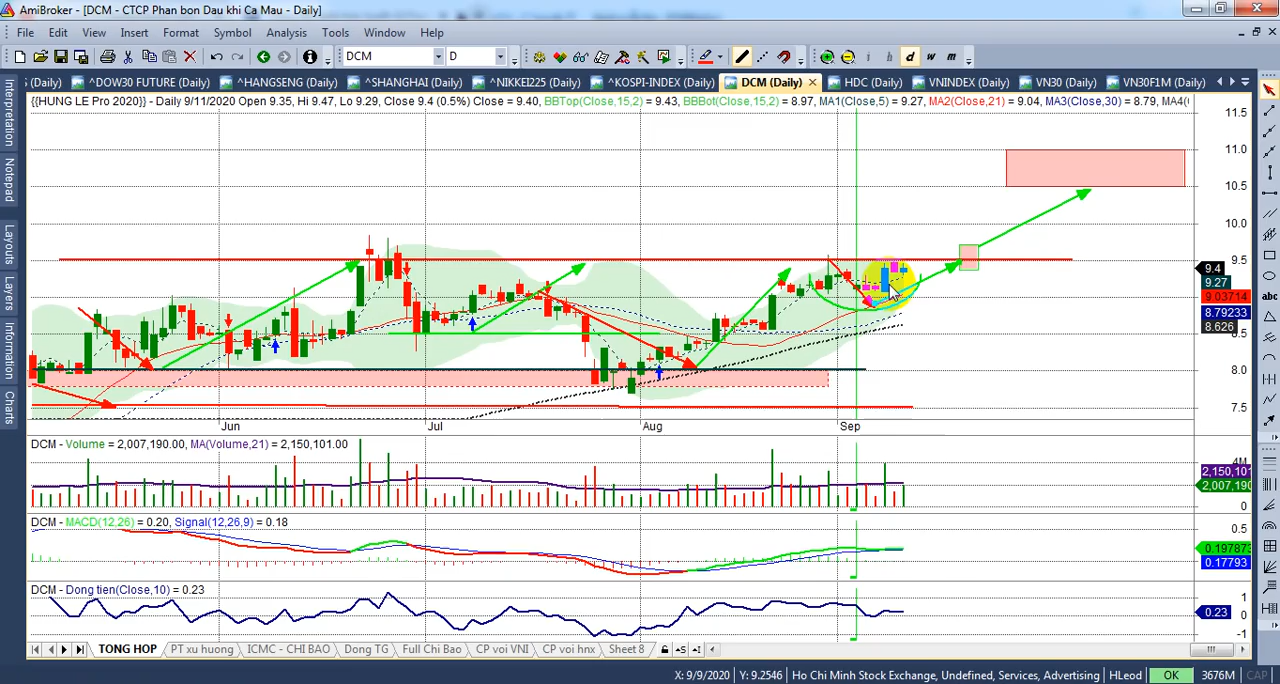 AmiBroker - [DCM - CTCP Phan bon Dau khi Ca Mau - Daily]
File Edit View Insert Format Symbol Analysis Tools Window Help
DCM D i h d w m
(Daily) ^DOW30 FUTURE (Daily) ^HANGSENG (Daily) ^SHANGHAI (Daily) ^NIKKEI225 (Daily) ^KOSPI-INDEX (Daily) DCM (Daily) HDC (Daily) VNINDEX (Daily) VN30 (Daily) VN30F1M (Daily)
{{HUNG LE Pro 2020}} - Daily 9/11/2020 Open 9.35, Hi 9.47, Lo 9.29, Close 9.4 (0.5%) Close = 9.40, BBTop(Close,15,2) = 9.43, BBBot(Close,15,2) = 8.97, MA1(Close,5) = 9.27, MA2(Close,21) = 9.04, MA3(Close,30) = 8.79, MA4(
Interpretation
Notepad
Layouts
Layers
Information
Charts
abc
11.5
11.0
10.5
10.0
9.5
9.4
9.27
9.03714
8.79233
8.626
8.5
8.0
7.5
Jun Jul Aug Sep
DCM - Volume = 2,007,190.00, MA(Volume,21) = 2,150,101.00
4M
2,150,101
2,007,190
0
DCM - MACD(12,26) = 0.20, Signal(12,26,9) = 0.18
0.5
0.197873
0.17793
DCM - Dong tien(Close,10) = 0.23
1
0.23
0
-1
TONG HOP PT xu huong ICMC - CHI BAO Dong TG Full Chi Bao CP voi VNI CP voi hnx Sheet 8
X: 9/9/2020 Y: 9.2546 Ho Chi Minh Stock Exchange, Undefined, Services, Advertising HLeod OK 3676M CAP